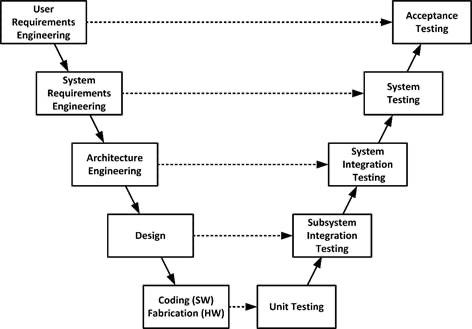 User
Requirements
Engineering
Acceptance
Testing
System
Requirements
Engineering
System
Testing
Architecture
Engineering
System
Integration
Testing
Design
Subsystem
Integration
Testing
Coding (SW)
Fabrication (HW)
Unit Testing